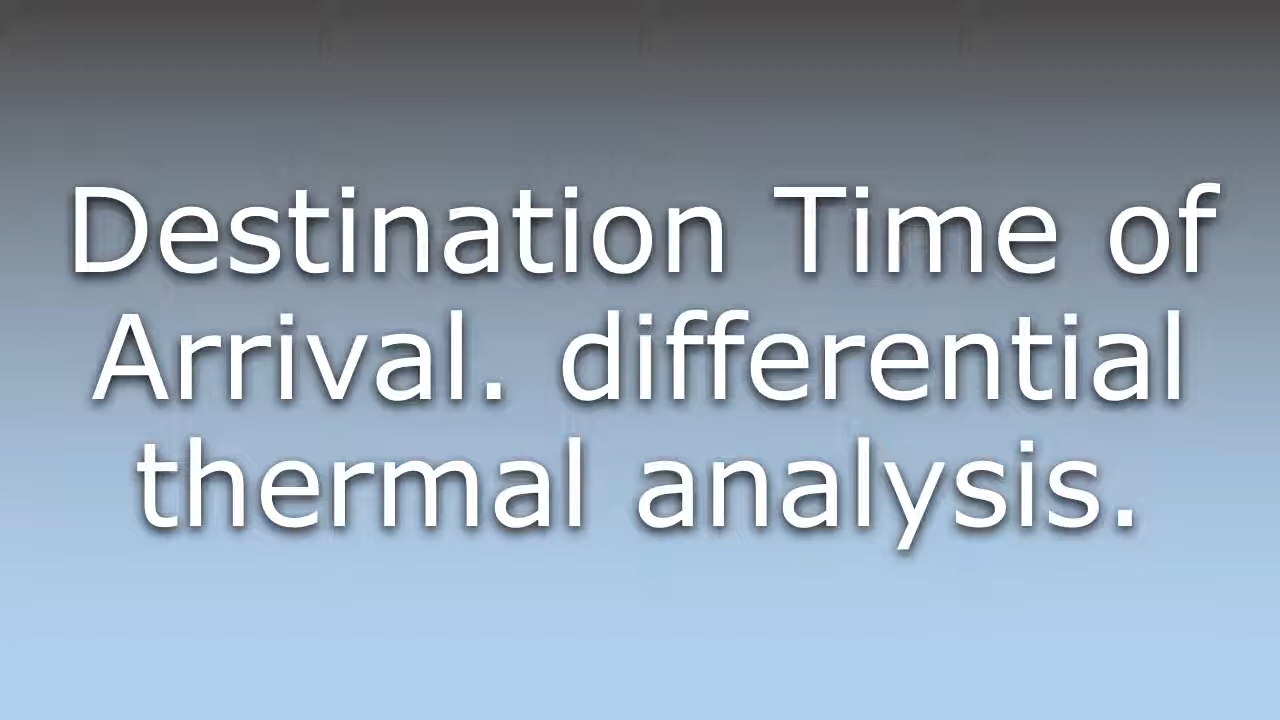 Destination Time of
Arrival. differential
thermal analysis.